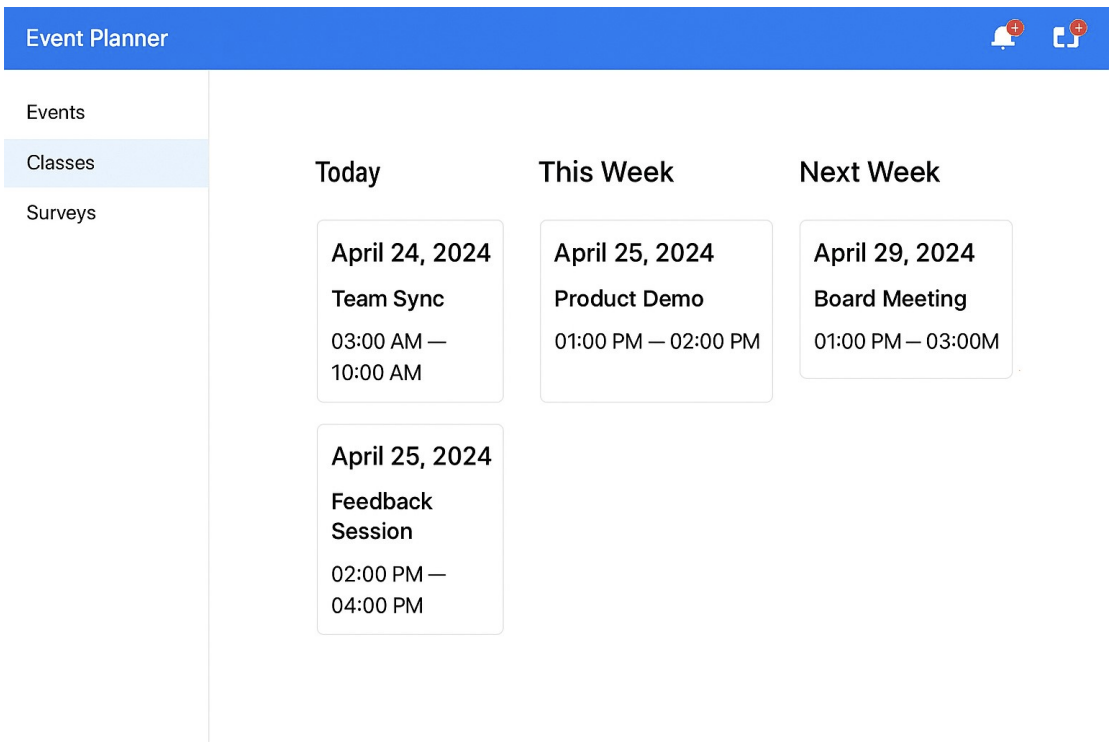 Event Planner
+
+
Events
Classes
Surveys
Today
April 24, 2024
Team Sync
03:00 AM —
10:00 AM
April 25, 2024
Feedback
Session
02:00 PM —
04:00 PM
This Week
April 25, 2024
Product Demo
01:00 PM — 02:00 PM
Next Week
April 29, 2024
Board Meeting
01:00 PM — 03:00M